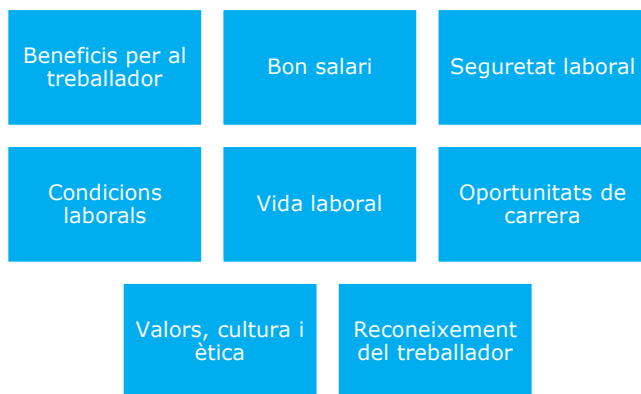 Beneficis per al
treballador
Bon salari
Seguretat laboral
Condicions
laborals
Vida laboral
Oportunitats de
carrera
Valors, cultura i
ètica
Reconeixement
del treballador